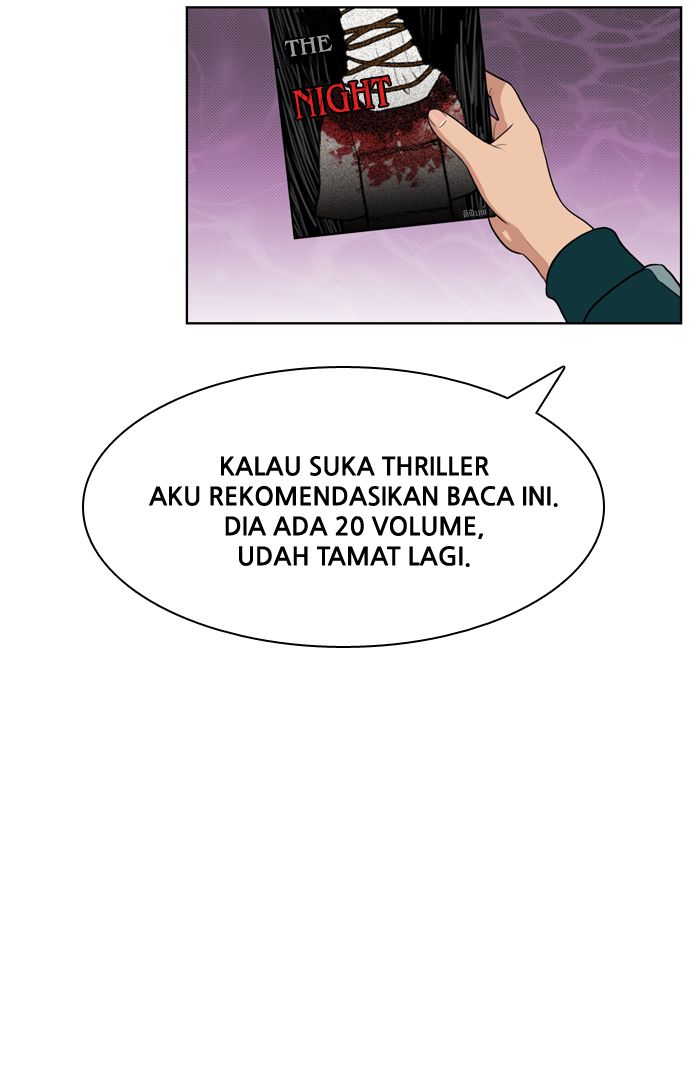 THE
NIGHT
KALAU SUKA THRILLER
AKU REKOMENDASIKAN BACA INI.
DIA ADA 20 VOLUME,
UDAH TAMAT LAGI.